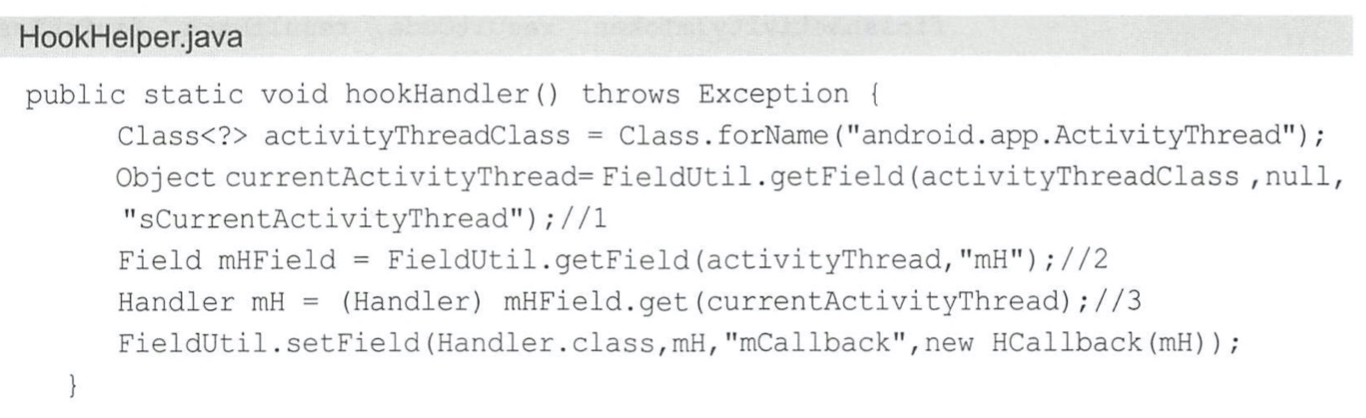 HookHelper.java
public static void hookHandler() throws Exception {
Class<?> activityThreadClass = Class.forName("android.app.ActivityThread");
Object currentActivityThread= FieldUtil.getField(activityThreadClass ,null,
"sCurrentActivityThread");//1
Field mHField = FieldUtil.getField(activityThread,"mH");//2
Handler mH = (Handler) mHField.get(currentActivityThread);//3
FieldUtil.setField(Handler.class,mH,"mCallback",new HCallback(mH));
}